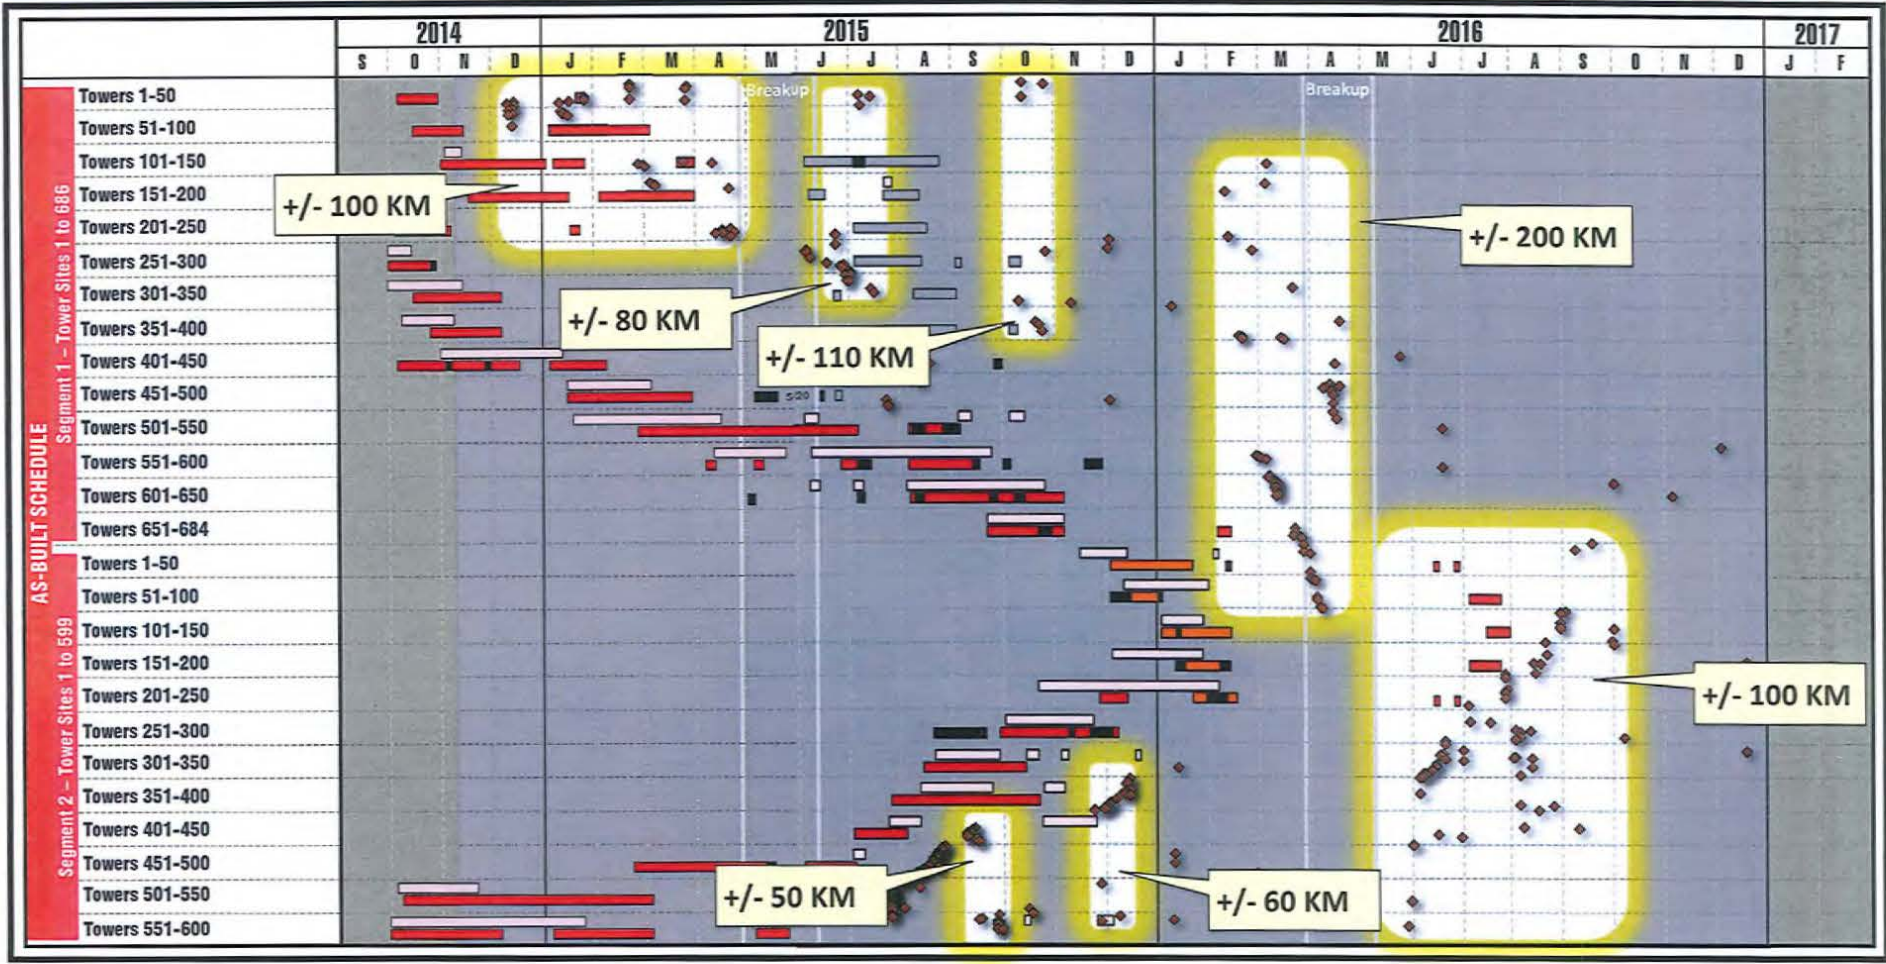 2014 2015 2016 2017
S O N D J F M A M J J A S O N D J F M A M J J A S O N D J F
AS-BUILT SCHEDULE
Segment 1 – Tower Sites 1 to 686
Towers 1-50
Breakup
Breakup
Towers 51-100
Towers 101-150
Towers 151-200
+/- 100 KM
Towers 201-250
+/- 200 KM
Towers 251-300
Towers 301-350
+/- 80 KM
Towers 351-400
+/- 110 KM
Towers 401-450
Towers 451-500
5/20
Towers 501-550
Towers 551-600
Towers 601-650
Towers 651-684
Segment 2 – Tower Sites 1 to 599
Towers 1-50
Towers 51-100
Towers 101-150
Towers 151-200
Towers 201-250
+/- 100 KM
Towers 251-300
Towers 301-350
Towers 351-400
Towers 401-450
Towers 451-500
+/- 50 KM
+/- 60 KM
Towers 501-550
Towers 551-600